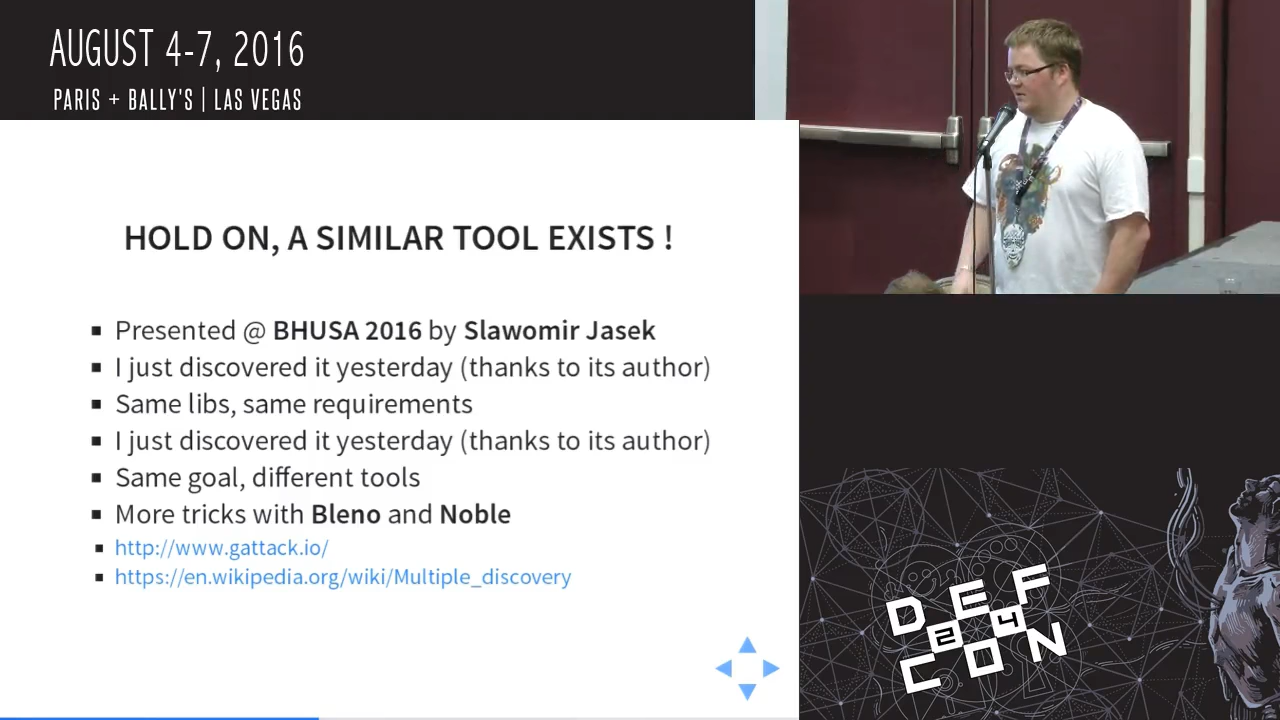 AUGUST 4-7, 2016
PARIS + BALLY'S | LAS VEGAS
HOLD ON, A SIMILAR TOOL EXISTS !
Presented @ BHUSA 2016 by Slawomir Jasek
I just discovered it yesterday (thanks to its author)
Same libs, same requirements
I just discovered it yesterday (thanks to its author)
Same goal, different tools
More tricks with Bleno and Noble
http://www.gattack.io/
https://en.wikipedia.org/wiki/Multiple_discovery
DEF
24
CON